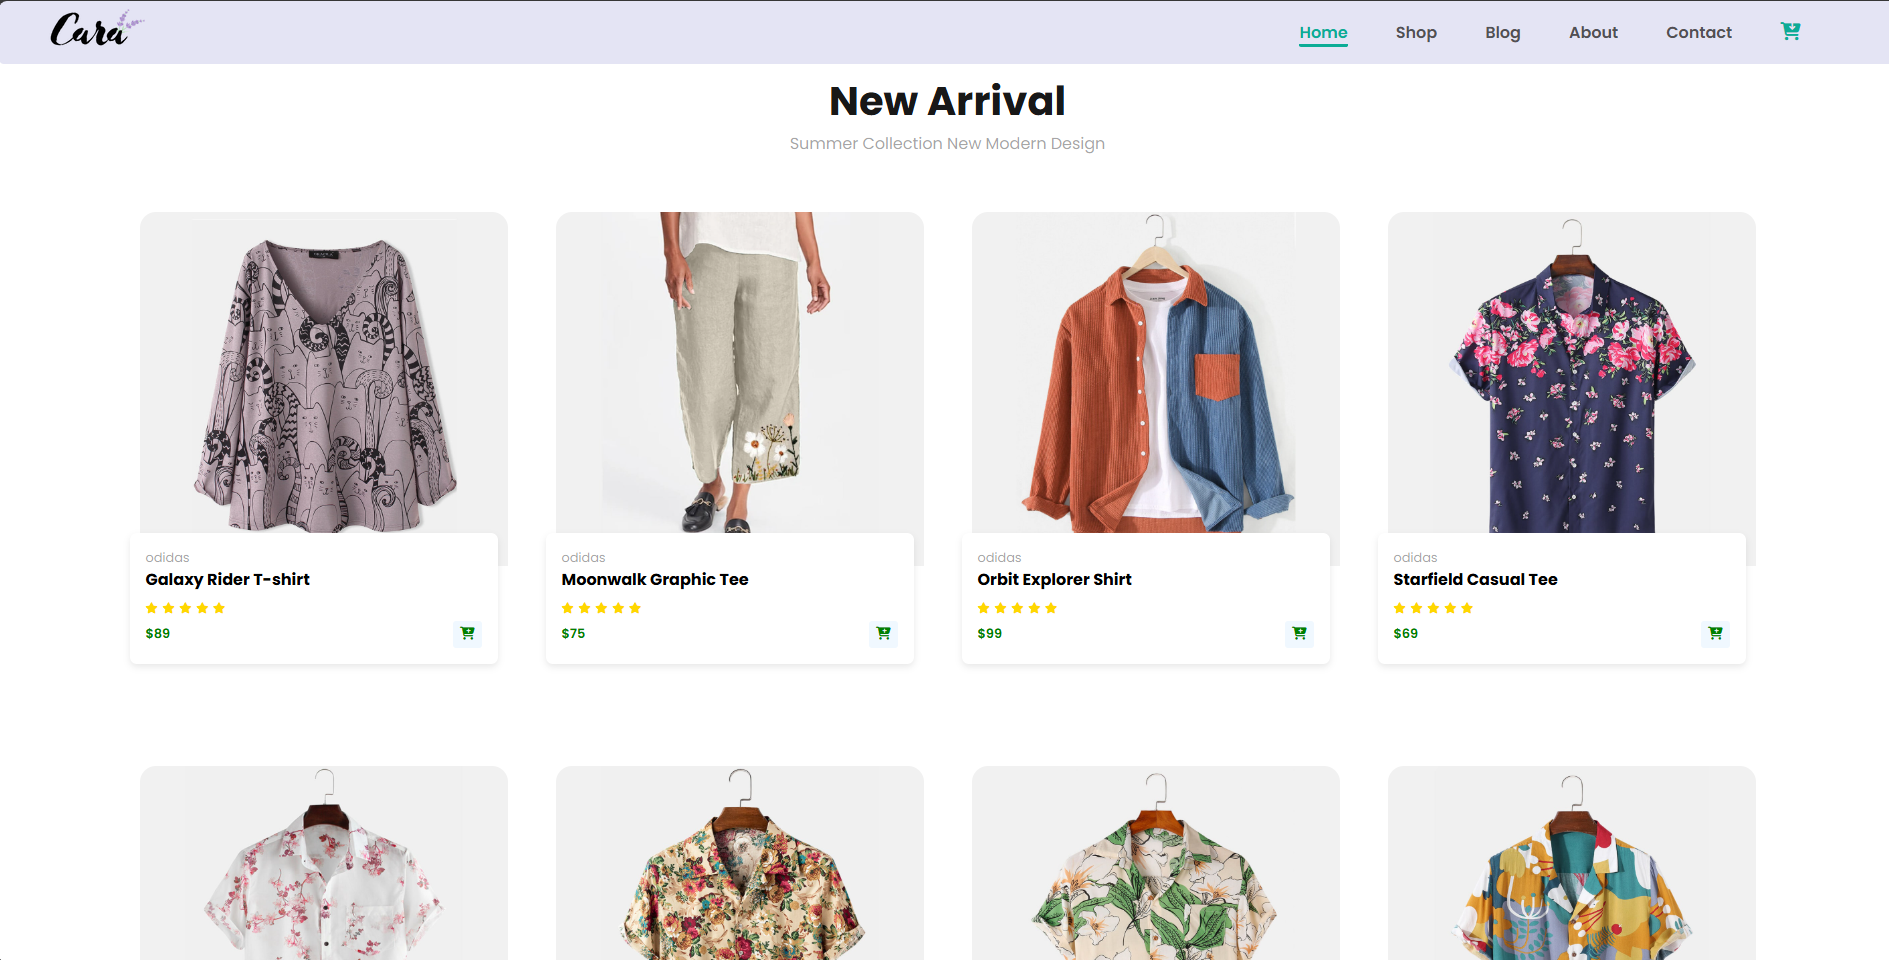 Cara
Home Shop Blog About Contact
New Arrival
Summer Collection New Modern Design
odidas
Galaxy Rider T-shirt
$89
odidas
Moonwalk Graphic Tee
$75
odidas
Orbit Explorer Shirt
$99
odidas
Starfield Casual Tee
$69